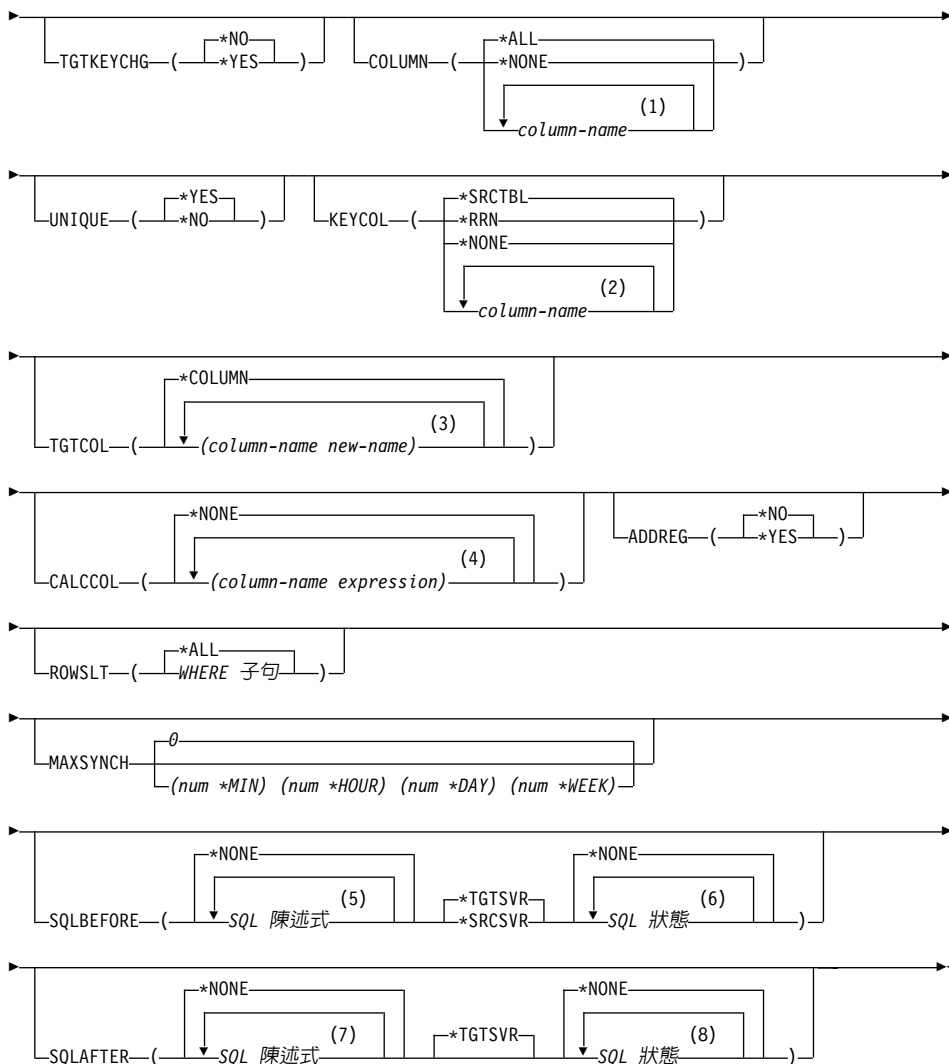 *NO *ALL
TGTKEYCHG ( *YES ) COLUMN ( *NONE )
(1)
column-name
*YES *SRCTBL
UNIQUE ( *NO ) KEYCOL ( *RRN )
*NONE
(2)
column-name
*COLUMN
(3)
TGTCOL ( (column-name new-name) )
*NONE *NO
(4) ADDREG ( *YES )
CALCCOL ( (column-name expression) )
*ALL
ROWSLT ( WHERE 子句 )
0
MAXSYNCH
(num *MIN) (num *HOUR) (num *DAY) (num *WEEK)
*NONE *NONE
(5) *TGTSVR (6)
SQLBEFORE ( SQL 陳述式 *SRCSVR SQL 狀態 )
*NONE *NONE
(7) *TGTSVR (8)
SQLAFTER ( SQL 陳述式 SQL 狀態 )